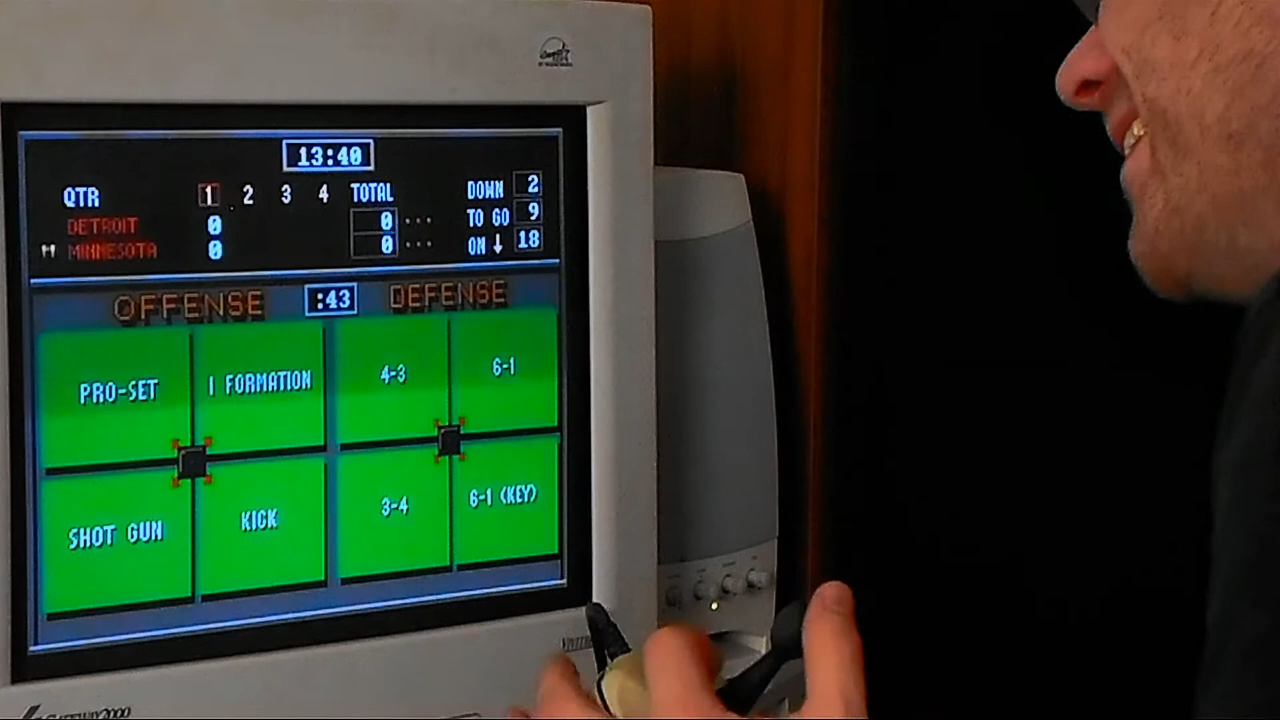 13:40
QTR 1 2 3 4 TOTAL DOWN 2
DETROIT 0 0 TO GO 9
MINNESOTA 0 0 ON ↓ 18
OFFENSE :43 DEFENSE
PRO-SET I FORMATION 4-3 6-1
SHOT GUN KICK 3-4 6-1 (KEY)
GATEWAY2000